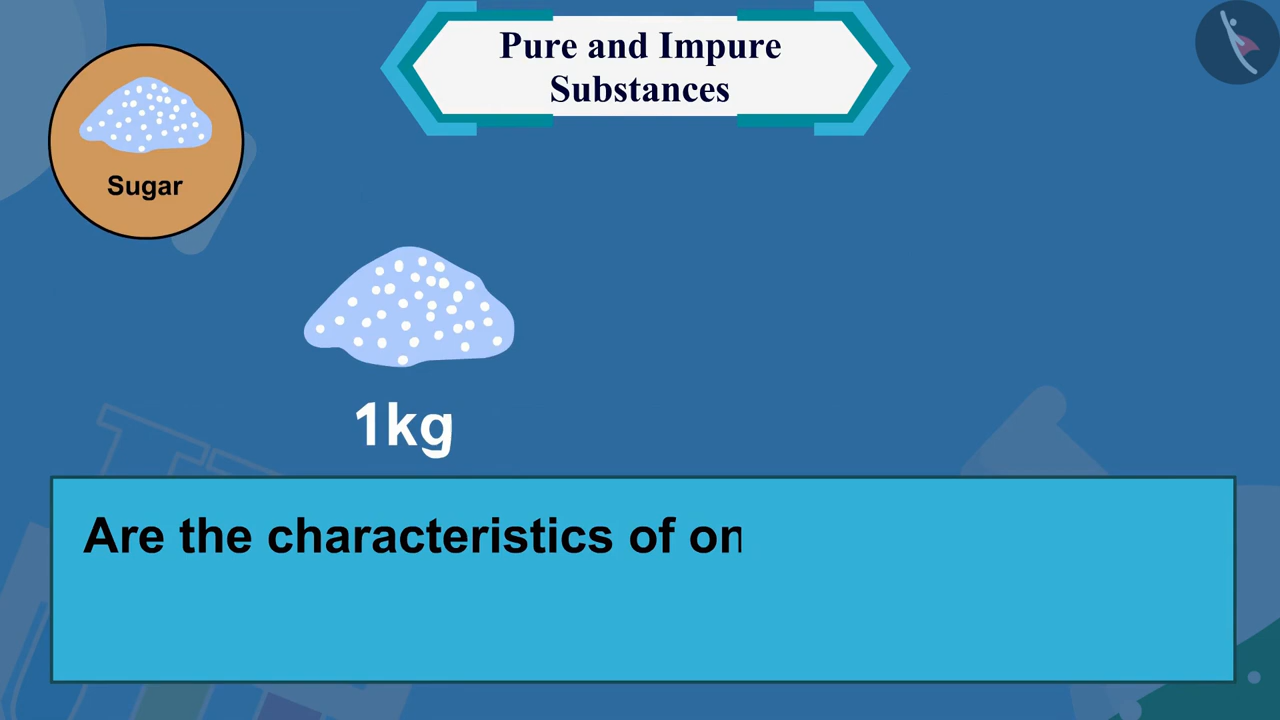 Pure and Impure
Substances
Sugar
1kg
Are the characteristics of on